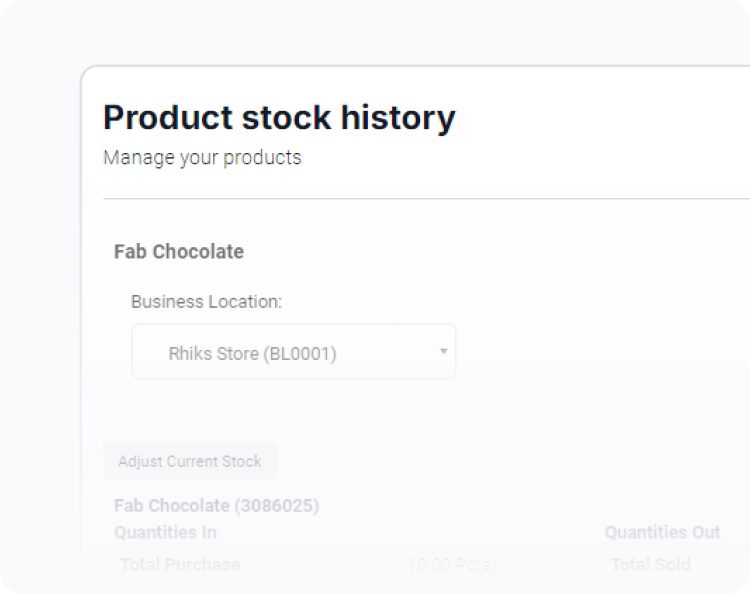 Product stock history
Manage your products
Fab Chocolate
Business Location:
Rhiks Store (BL0001)
Adjust Current Stock
Fab Chocolate (3086025)
Quantities In Quantities Out
Total Purchase 10.00 Pc(s) Total Sold